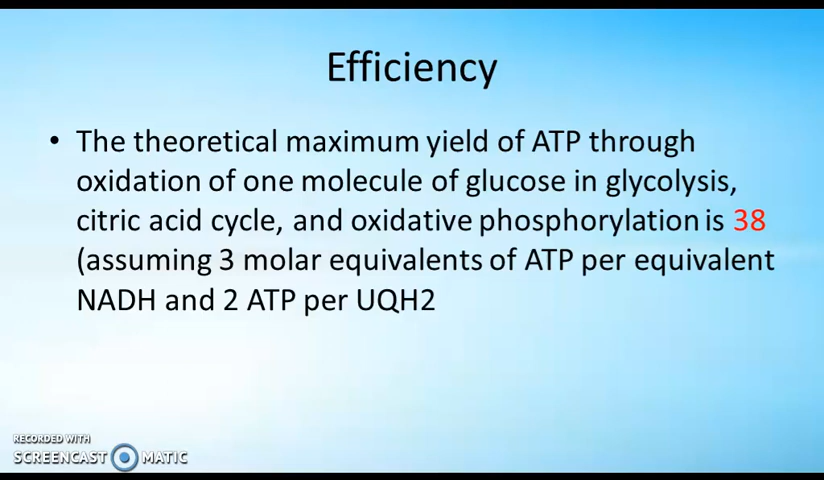 Efficiency
• The theoretical maximum yield of ATP through
oxidation of one molecule of glucose in glycolysis,
citric acid cycle, and oxidative phosphorylation is 38
(assuming 3 molar equivalents of ATP per equivalent
NADH and 2 ATP per UQH2
RECORDED WITH
SCREENCAST MATIC